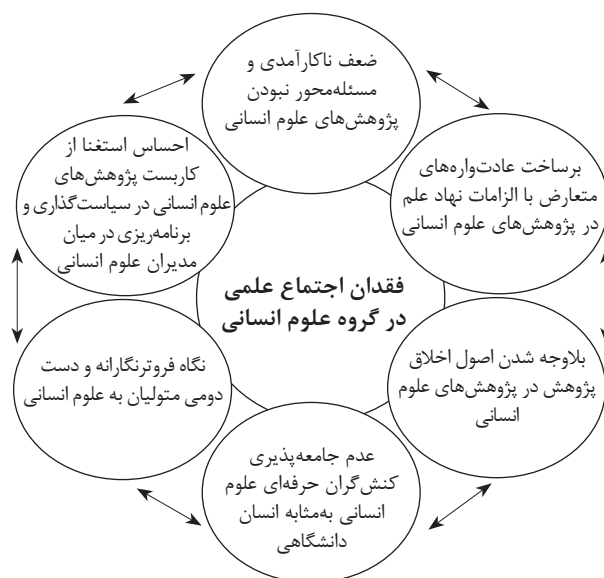 ضعف ناکارآمدی و
مسئله‌محور نبودن
پژوهش‌های علوم انسانی
برساخت عادت‌واره‌های
متعارض با الزامات نهاد علم
در پژوهش‌های علوم انسانی
احساس استغنا از
کاربست پژوهش‌های
علوم انسانی در سیاست‌گذاری و
برنامه‌ریزی در میان
مدیران علوم انسانی
فقدان اجتماع علمی
در گروه علوم انسانی
بلاوجه شدن اصول اخلاق
پژوهش در پژوهش‌های علوم
انسانی
نگاه فروترنگارانه و دست
دومی متولیان به علوم انسانی
عدم جامعه‌پذیری
کنش‌گران حرفه‌ای علوم
انسانی به‌مثابه انسان
دانشگاهی